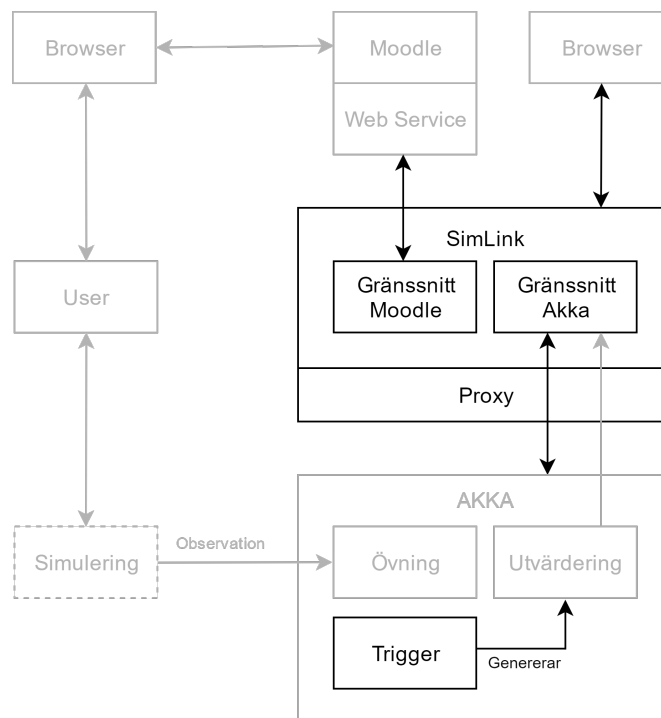 Browser
Moodle
Browser
Web Service
SimLink
User
Gränssnitt
Moodle
Gränssnitt
Akka
Proxy
AKKA
Simulering
Observation
Övning
Utvärdering
Trigger
Genererar